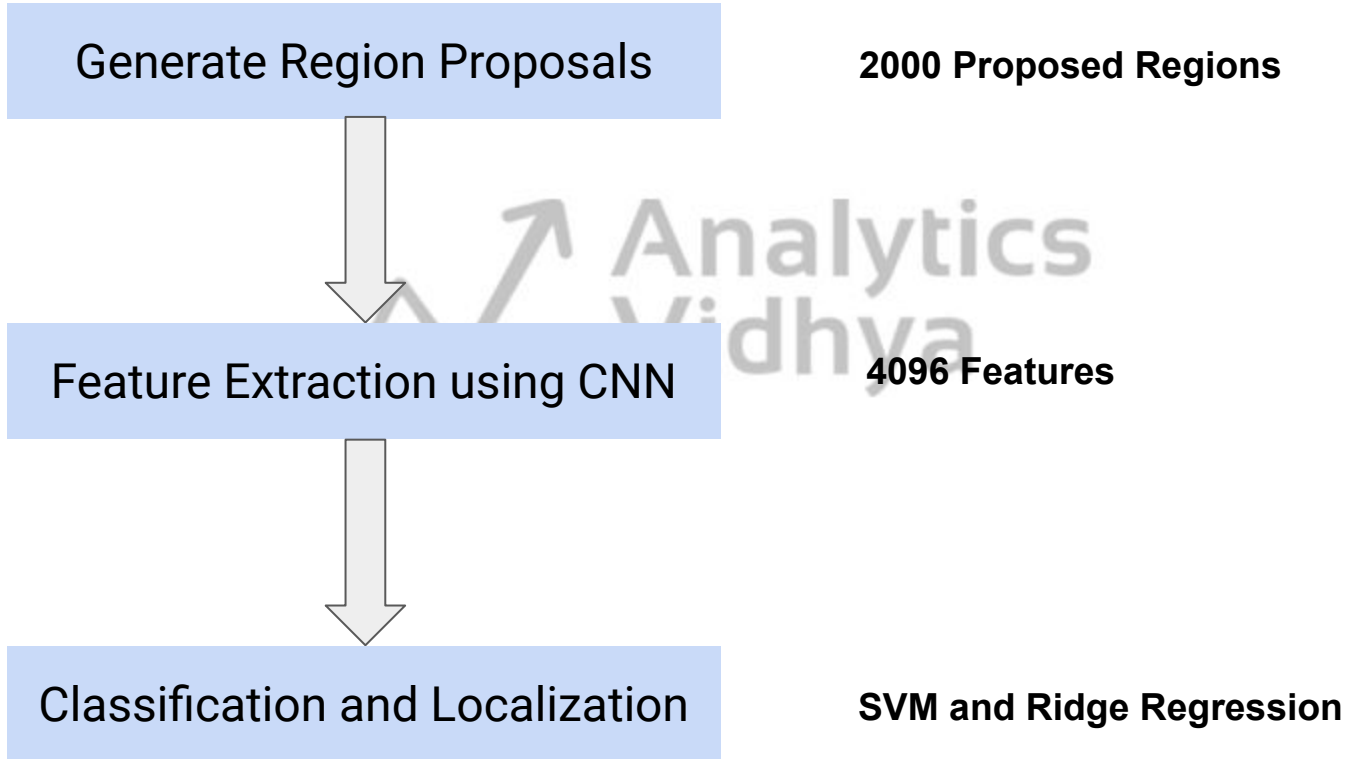 Generate Region Proposals
2000 Proposed Regions
Analytics
Vidhya
Feature Extraction using CNN
4096 Features
Classification and Localization
SVM and Ridge Regression